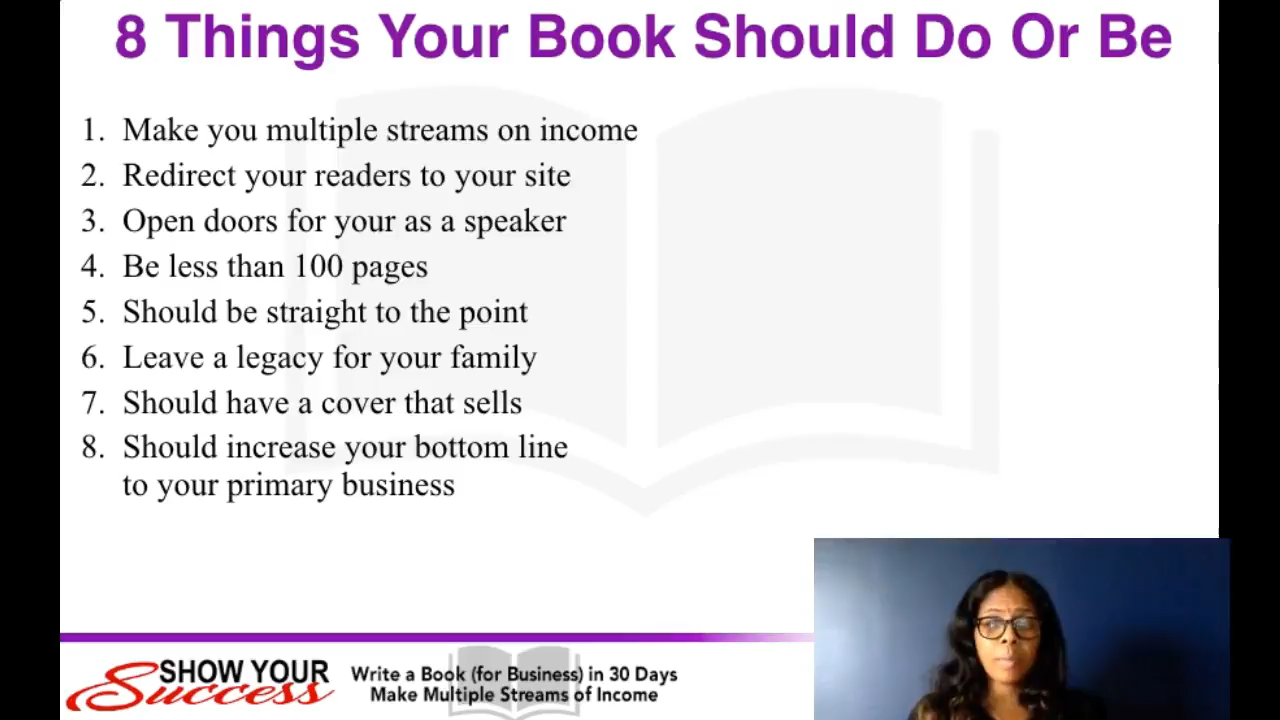 8 Things Your Book Should Do Or Be
1. Make you multiple streams on income
2. Redirect your readers to your site
3. Open doors for your as a speaker
4. Be less than 100 pages
5. Should be straight to the point
6. Leave a legacy for your family
7. Should have a cover that sells
8. Should increase your bottom line
to your primary business
SHOW YOUR
Success
Write a Book (for Business) in 30 Days
Make Multiple Streams of Income